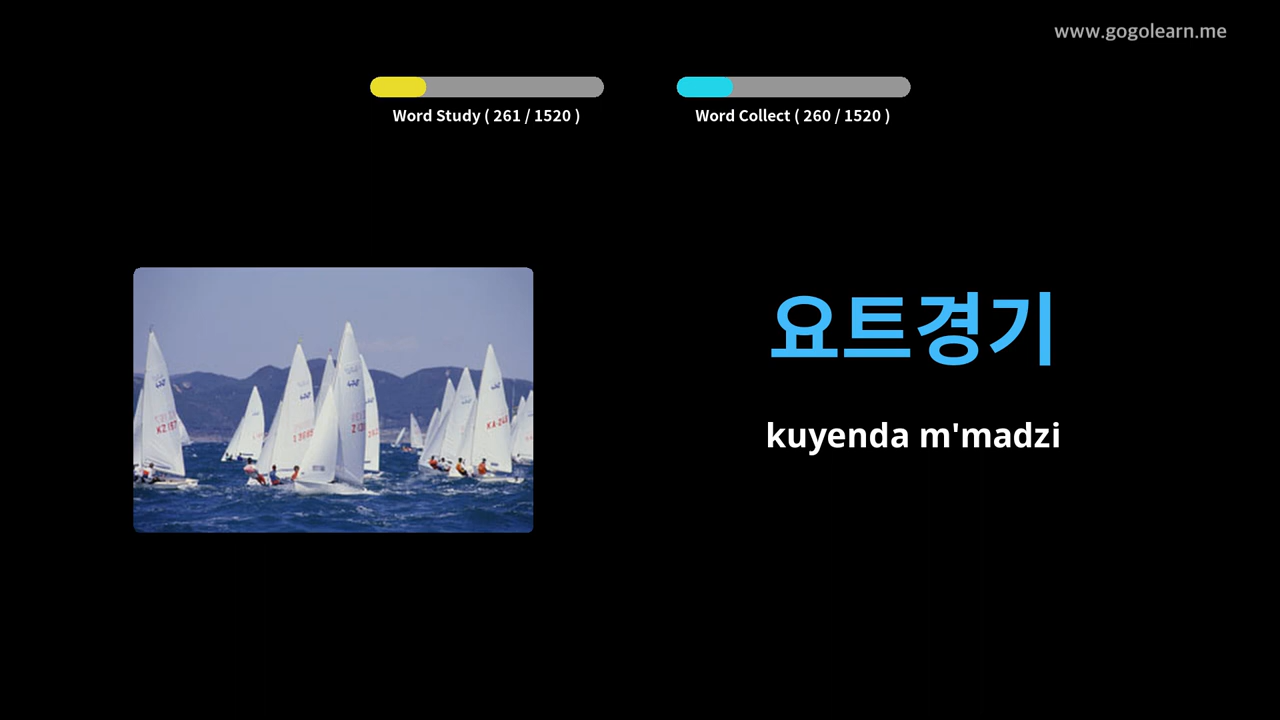 www.gogolearn.me
Word Study ( 261 / 1520 )
Word Collect ( 260 / 1520 )
요트경기
kuyenda m'madzi